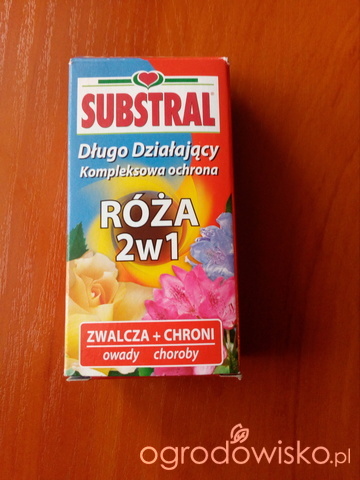 SUBSTRAL®
Długo Działający
Kompleksowa ochrona
RÓŻA
2w1
ZWALCZA + CHRONI
owady choroby
ogrodowisko.pl